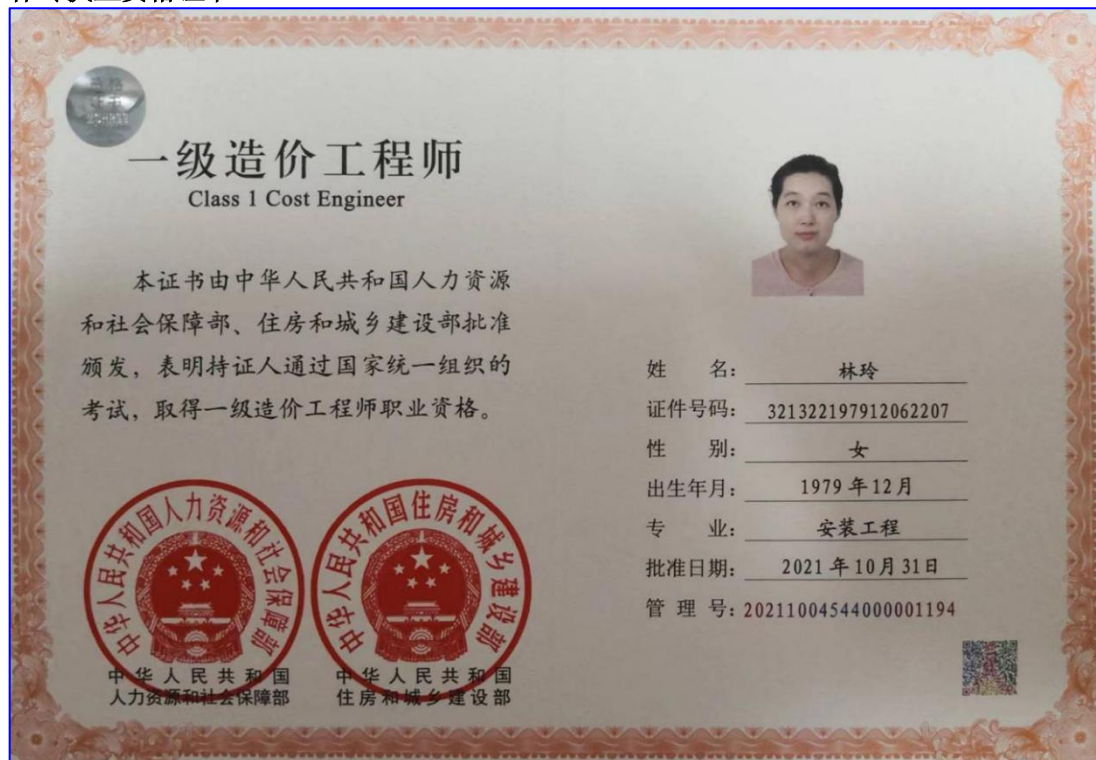 一级造价工程师
Class 1 Cost Engineer
本证书由中华人民共和国人力资源
和社会保障部、住房和城乡建设部批准
颁发，表明持证人通过国家统一组织的
考试，取得一级造价工程师职业资格。
中华人民共和国人力资源和社会保障部
中华人民共和国
人力资源和社会保障部
中华人民共和国住房和城乡建设部
中华人民共和国
住房和城乡建设部
姓 名：林玲
证件号码：321322197912062207
性 别：女
出生年月：1979年12月
专 业：安装工程
批准日期：2021年10月31日
管 理 号：20211004544000001194